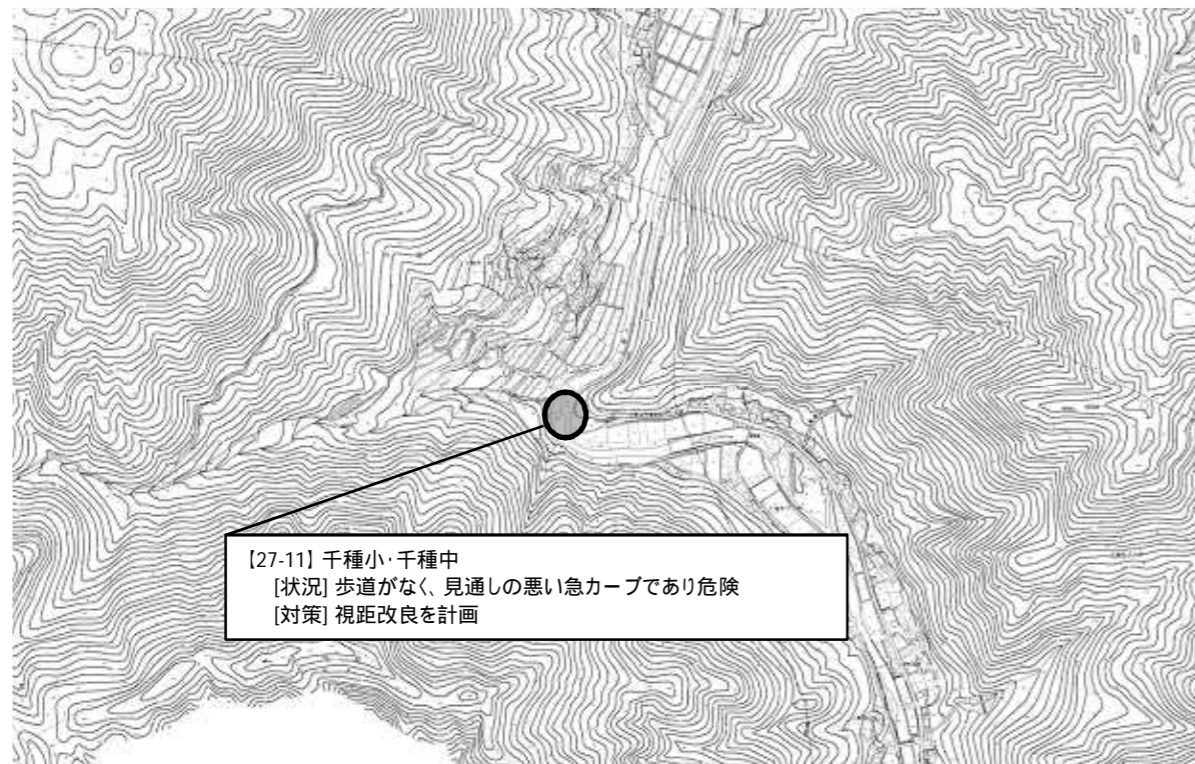 【27-11】 千種小・千種中
[状況] 歩道がなく、見通しの悪い急カーブであり危険
[対策] 視距改良を計画